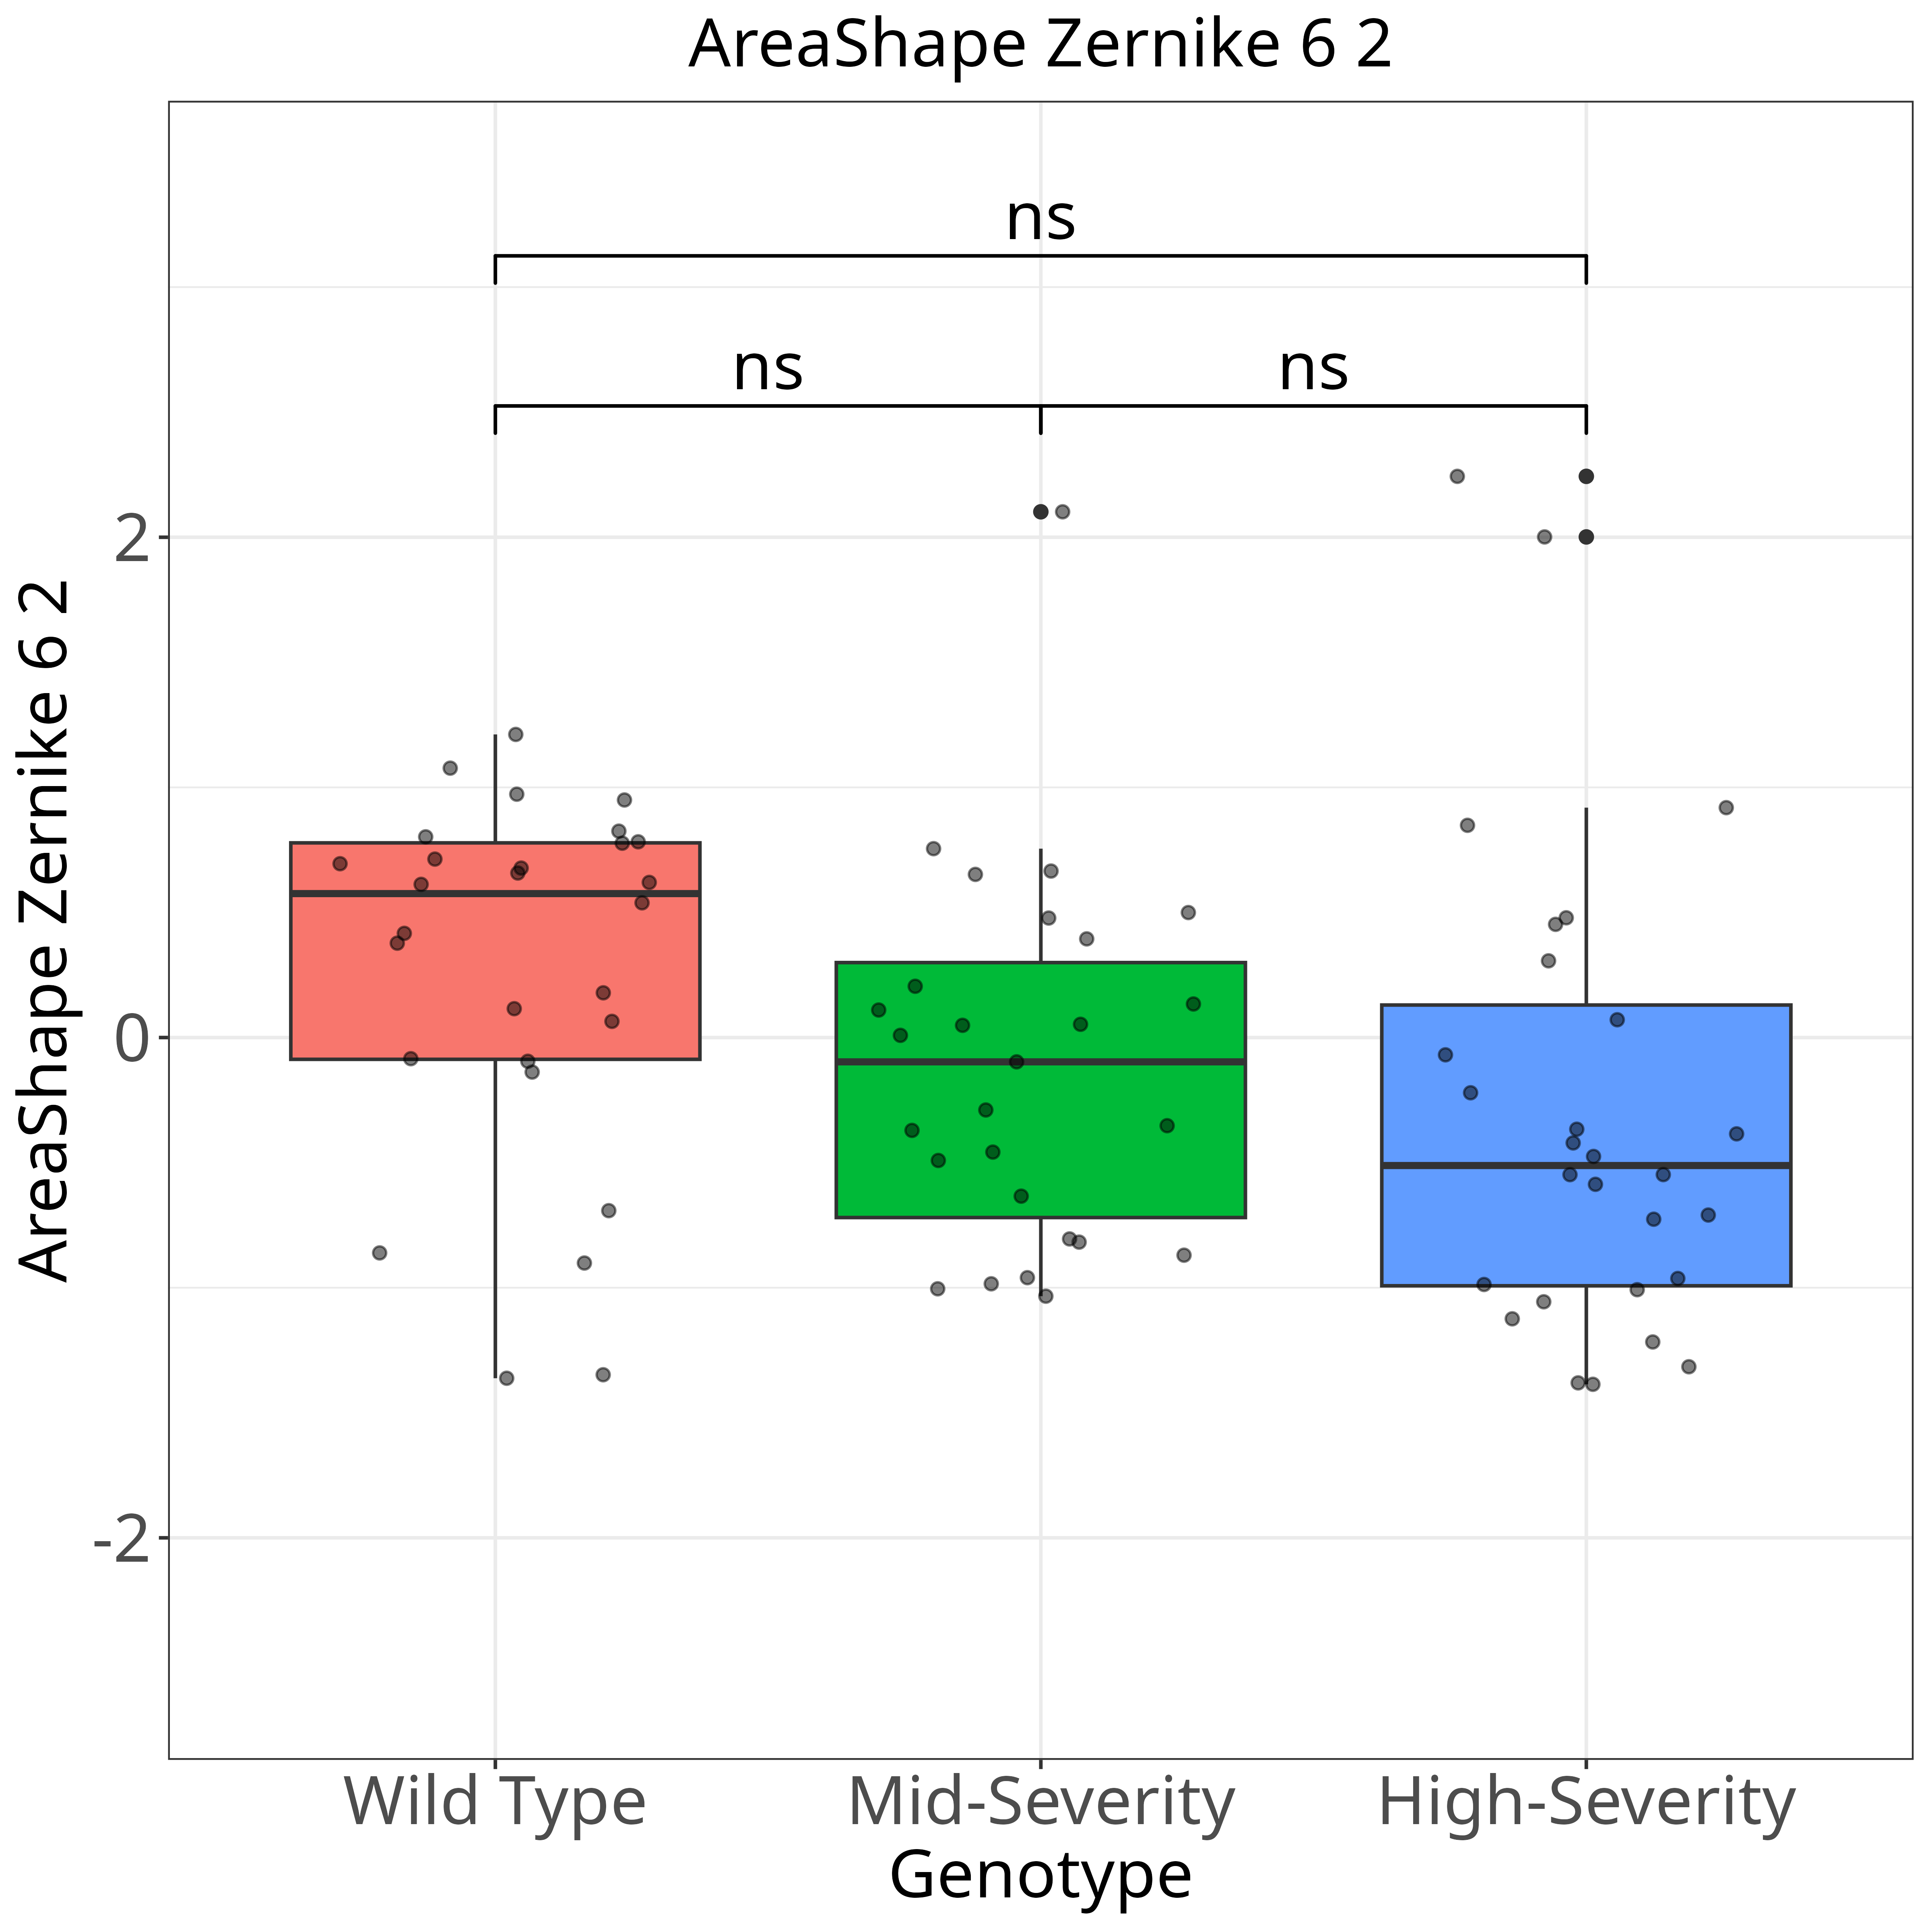 AreaShape Zernike 6 2
ns
ns ns
2
0
-2
AreaShape Zernike 6 2
Wild Type Mid-Severity High-Severity
Genotype